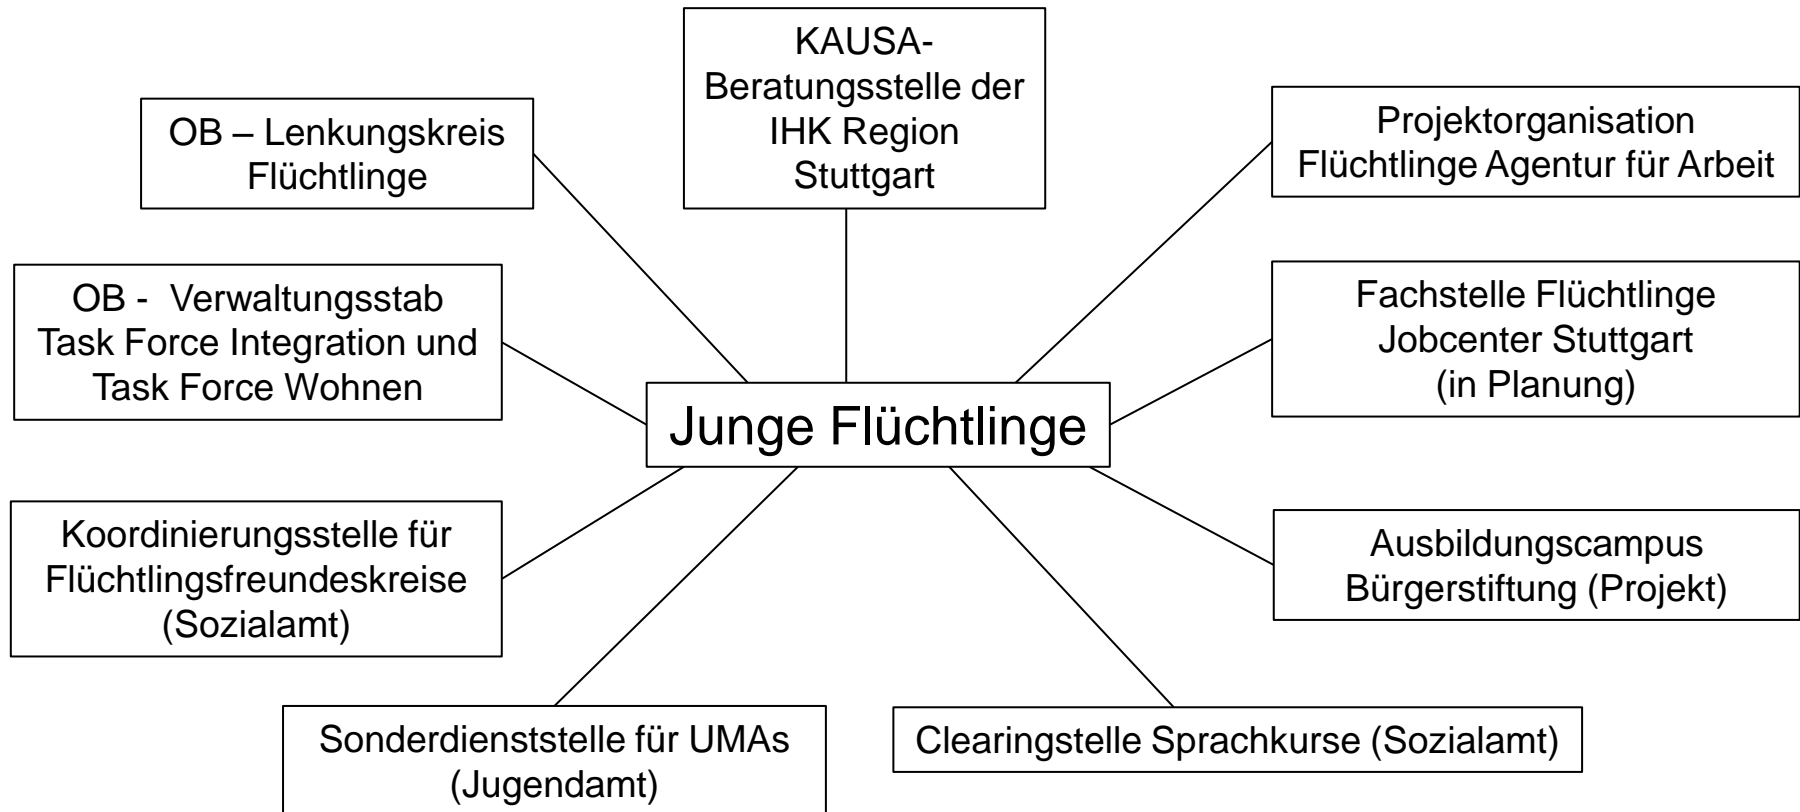 KAUSA-
Beratungsstelle der
IHK Region
Stuttgart
OB – Lenkungskreis
Flüchtlinge
Projektorganisation
Flüchtlinge Agentur für Arbeit
OB - Verwaltungsstab
Task Force Integration und
Task Force Wohnen
Fachstelle Flüchtlinge
Jobcenter Stuttgart
(in Planung)
Junge Flüchtlinge
Koordinierungsstelle für
Flüchtlingsfreundeskreise
(Sozialamt)
Ausbildungscampus
Bürgerstiftung (Projekt)
Sonderdienststelle für UMAs
(Jugendamt)
Clearingstelle Sprachkurse (Sozialamt)